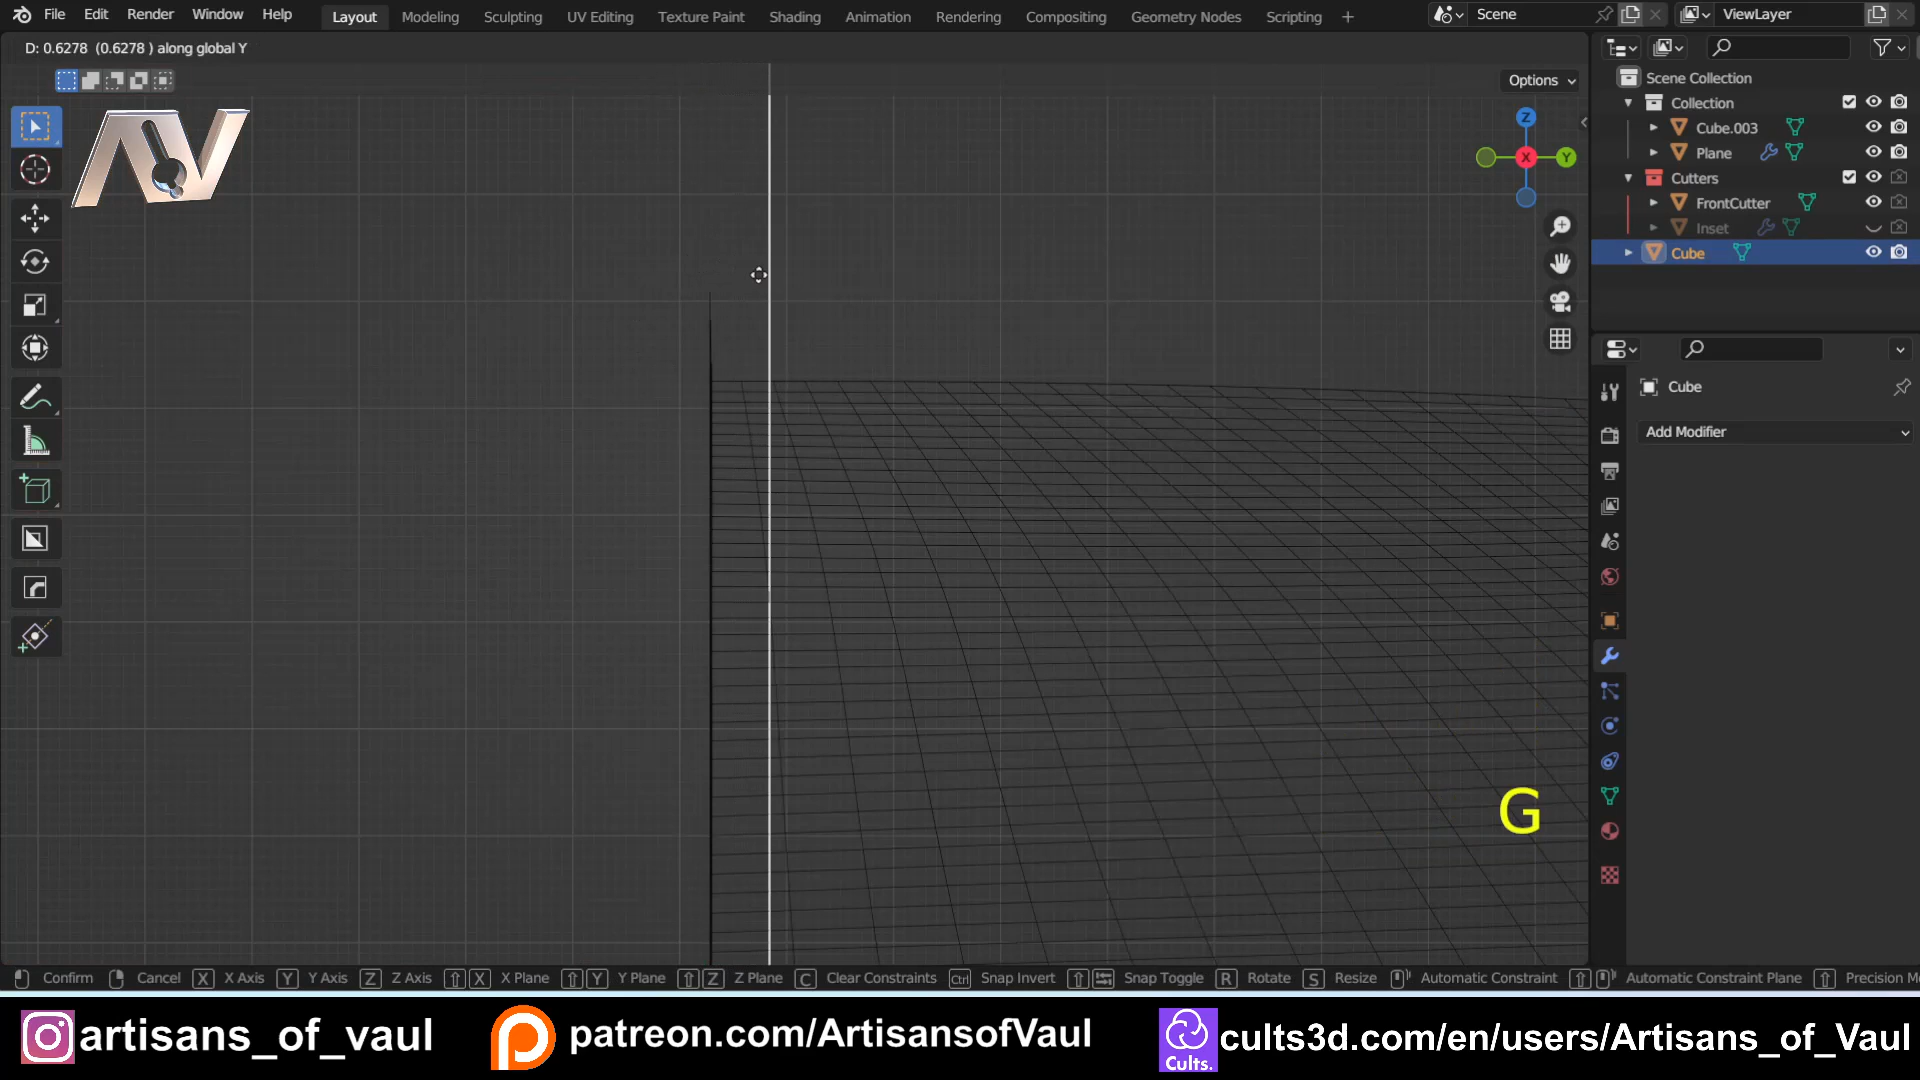 File Edit Render Window Help Layout Modeling Sculpting UV Editing Texture Paint Shading Animation Rendering Compositing Geometry Nodes Scripting + Scene ViewLayer
D: 0.6278 (0.6278 ) along global Y
Options
Scene Collection
Collection
Cube.003
Plane
Cutters
FrontCutter
Inset
Cube
Z
X
Y
AV
Cube
Add Modifier
G
Confirm Cancel X X Axis Y Y Axis Z Z Axis X X Plane Y Y Plane Z Z Plane C Clear Constraints Ctrl Snap Invert Snap Toggle R Rotate S Resize Automatic Constraint Automatic Constraint Plane Precision Mo
artisans_of_vaul patreon.com/ArtisansofVaul Cults. cults3d.com/en/users/Artisans_of_Vaul